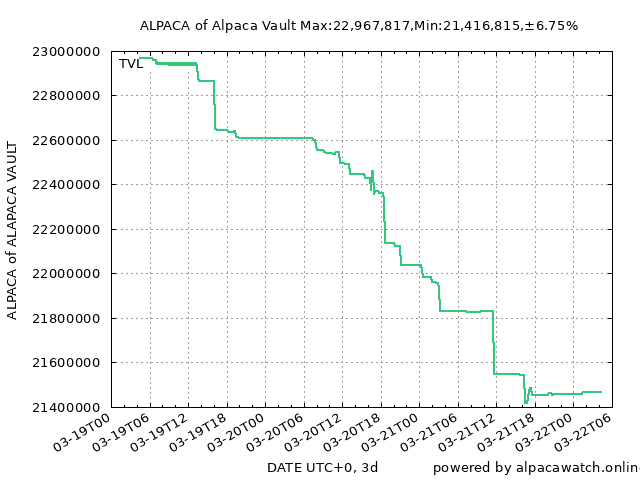 ALPACA of Alpaca Vault Max:22,967,817,Min:21,416,815,±6.75%
23000000
TVL
22800000
22600000
22400000
22200000
22000000
21800000
21600000
21400000
ALPACA of ALAPACA VAULT
03-19T00
03-19T06
03-19T12
03-19T18
03-20T00
03-20T06
03-20T12
03-20T18
03-21T00
03-21T06
03-21T12
03-21T18
03-22T00
03-22T06
DATE UTC+0, 3d
powered by alpacawatch.onlin